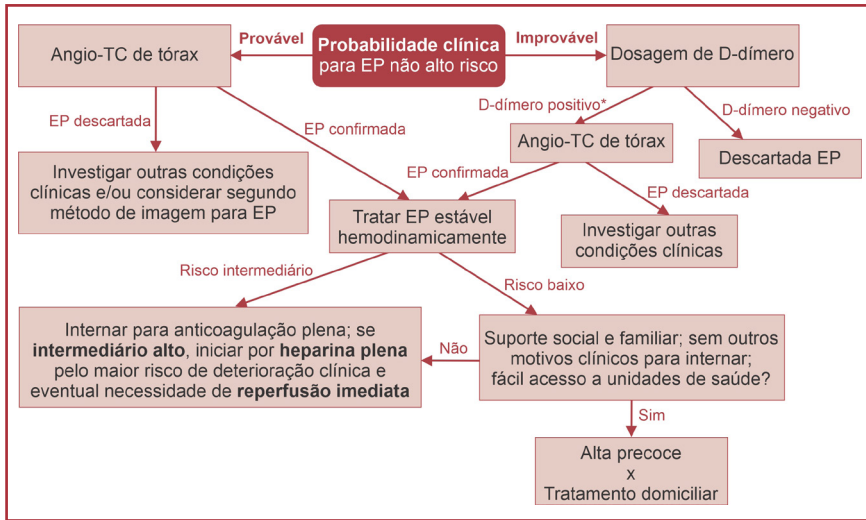 Angio-TC de tórax
Provável
Probabilidade clínica
para EP não alto risco
Improvável
Dosagem de D-dímero
EP descartada
EP confirmada
D-dímero positivo*
D-dímero negativo
Investigar outras condições
clínicas e/ou considerar segundo
método de imagem para EP
Angio-TC de tórax
Descartada EP
EP confirmada
EP descartada
Tratar EP estável
hemodinamicamente
Investigar outras
condições clínicas
Risco intermediário
Risco baixo
Internar para anticoagulação plena; se
intermediário alto, iniciar por heparina plena
pelo maior risco de deterioração clínica e
eventual necessidade de reperfusão imediata
Não
Suporte social e familiar; sem outros
motivos clínicos para internar;
fácil acesso a unidades de saúde?
Sim
Alta precoce
x
Tratamento domiciliar